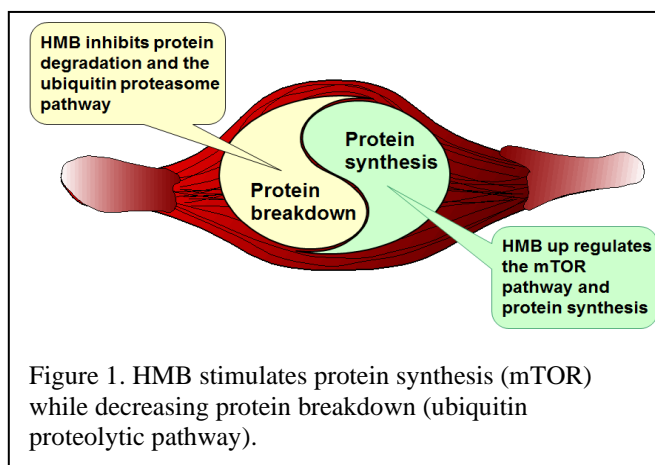 HMB inhibits protein
degradation and the
ubiquitin proteasome
pathway
Protein
synthesis
Protein
breakdown
HMB up regulates
the mTOR
pathway and
protein synthesis
Figure 1. HMB stimulates protein synthesis (mTOR)
while decreasing protein breakdown (ubiquitin
proteolytic pathway).